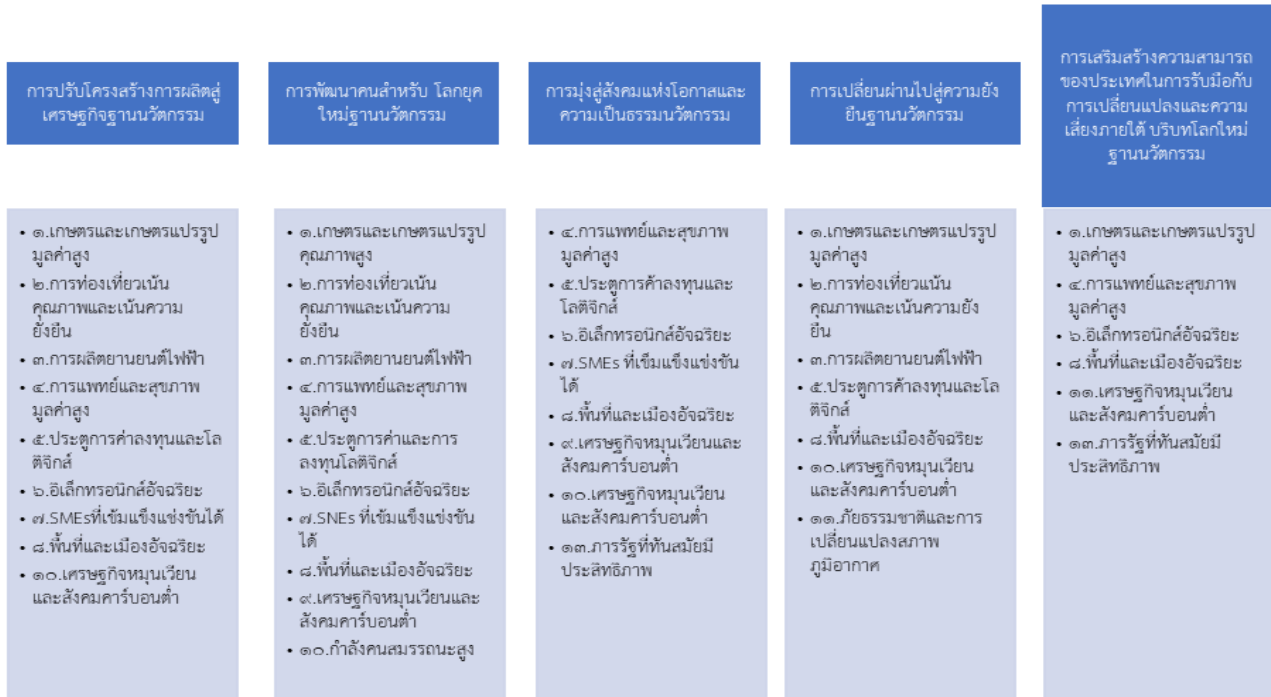 การปรับโครงสร้างการผลิตสู่
เศรษฐกิจฐานนวัตกรรม
การพัฒนาคนสำหรับ โลกยุค
ใหม่ฐานนวัตกรรม
การมุ่งสู่สังคมแห่งโอกาสและ
ความเป็นธรรมนวัตกรรม
การเปลี่ยนผ่านไปสู่ความยั่ง
ยืนฐานนวัตกรรม
การเสริมสร้างความสามารถ
ของประเทศในการรับมือกับ
การเปลี่ยนแปลงและความ
เสี่ยงภายใต้ บริบทโลกใหม่
ฐานนวัตกรรม
• ๑.เกษตรและเกษตรแปรรูป
มูลค่าสูง
• ๒.การท่องเที่ยวเน้น
คุณภาพและเน้นความ
ยั่งยืน
• ๓.การผลิตยานยนต์ไฟฟ้า
• ๔.การแพทย์และสุขภาพ
มูลค่าสูง
• ๕.ประตูการค่าลงทุนและโล
ติจิกส์
• ๖.อิเล็กทรอนิกส์อัจฉริยะ
• ๗.SMEsที่เข้มแข็งแข่งขันได้
• ๘.พื้นที่และเมืองอัจฉริยะ
• ๑๐.เศรษฐกิจหมุนเวียน
และสังคมคาร์บอนต่ำ
• ๑.เกษตรและเกษตรแปรรูป
คุณภาพสูง
• ๒.การท่องเที่ยวเน้น
คุณภาพและเน้นความ
ยั่งยืน
• ๓.การผลิตยานยนต์ไฟฟ้า
• ๔.การแพทย์และสุขภาพ
มูลค่าสูง
• ๕.ประตูการค่าและการ
ลงทุนโลติจิกส์
• ๖.อิเล็กทรอนิกส์อัจฉริยะ
• ๗.SNEs ที่เข้มแข็งแข่งขัน
ได้
• ๘.พื้นที่และเมืองอัจฉริยะ
• ๙.เศรษฐกิจหมุนเวียนและ
สังคมคาร์บอนต่ำ
• ๑๐.กำลังคนสมรรถนะสูง
• ๔.การแพทย์และสุขภาพ
มูลค่าสูง
• ๕.ประตูการค้าลงทุนและ
โลติจิกส์
• ๖.อิเล็กทรอนิกส์อัจฉริยะ
• ๗.SMEs ที่เข็มแข็งแข่งขัน
ได้
• ๘.พื้นที่และเมืองอัจฉริยะ
• ๙.เศรษฐกิจหมุนเวียนและ
สังคมคาร์บอนต่ำ
• ๑๐.เศรษฐกิจหมุนเวียน
และสังคมคาร์บอนต่ำ
• ๑๓.ภารรัฐที่ทันสมัยมี
ประสิทธิภาพ
• ๑.เกษตรและเกษตรแปรรูป
มูลค่าสูง
• ๒.การท่องเที่ยวแน้น
คุณภาพและเน้นความยั่ง
ยืน
• ๓.การผลิตยานยนต์ไฟฟ้า
• ๕.ประตูการค้าลงทุนและโล
ติจิกส์
• ๘.พื้นที่และเมืองอัจฉริยะ
• ๑๐.เศรษฐกิจหมุนเวียน
และสังคมคาร์บอนต่ำ
• ๑๑.ภัยธรรมชาติและการ
เปลี่ยนแปลงสภาพ
ภูมิอากาศ
• ๑.เกษตรและเกษตรแปรรูป
มูลค่าสูง
• ๔.การแพทย์และสุขภาพ
มูลค่าสูง
• ๖.อิเล็กทรอนิกส์อัจฉริยะ
• ๘.พื้นที่และเมืองอัจฉริยะ
• ๑๑.เศรษฐกิจหมุนเวียน
และสังคมคาร์บอนต่ำ
• ๑๓.ภารรัฐที่ทันสมัยมี
ประสิทธิภาพ